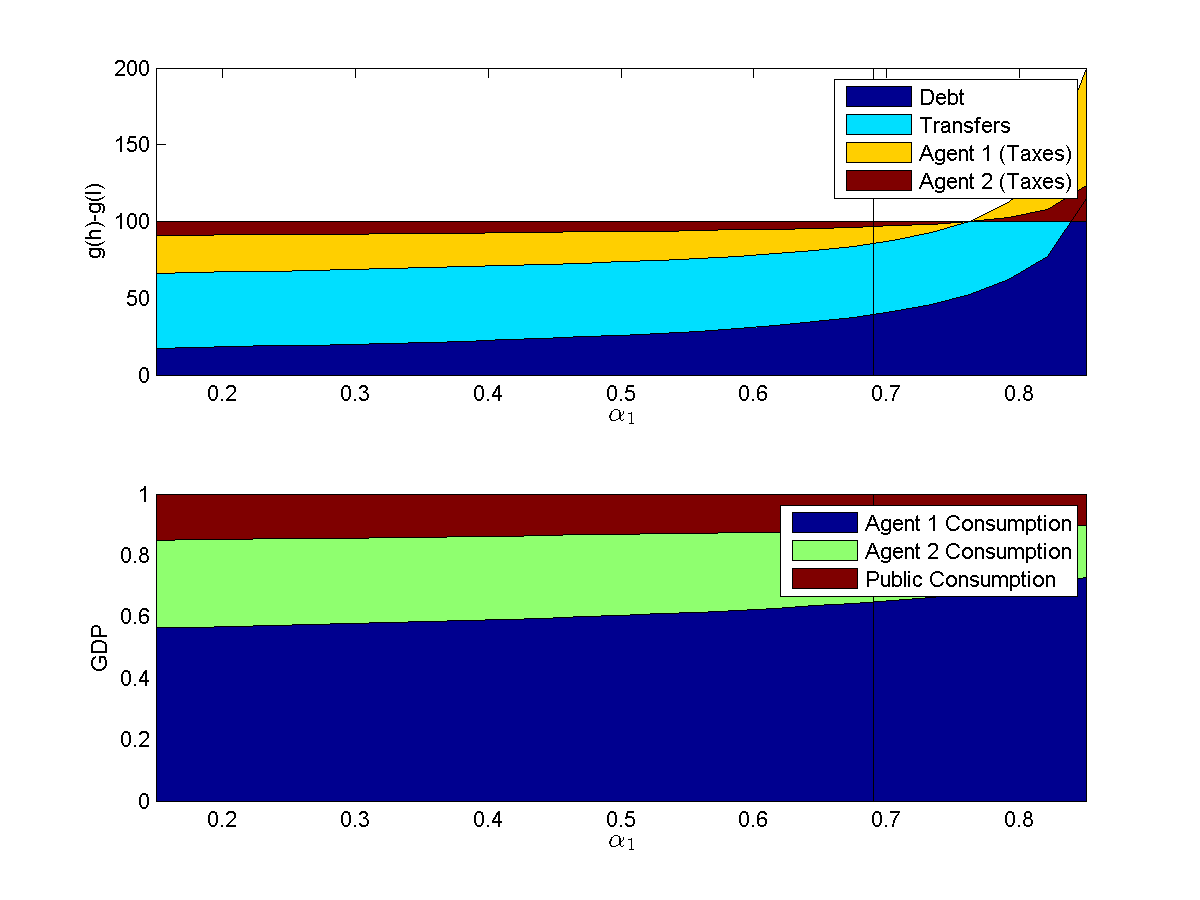 200
150
100
50
0
g(h)-g(l)
Debt
Transfers
Agent 1 (Taxes)
Agent 2 (Taxes)
0.2 0.3 0.4 0.5 0.6 0.7 0.8
α₁
1
0.8
0.6
0.4
0.2
0
GDP
Agent 1 Consumption
Agent 2 Consumption
Public Consumption
0.2 0.3 0.4 0.5 0.6 0.7 0.8
α₁